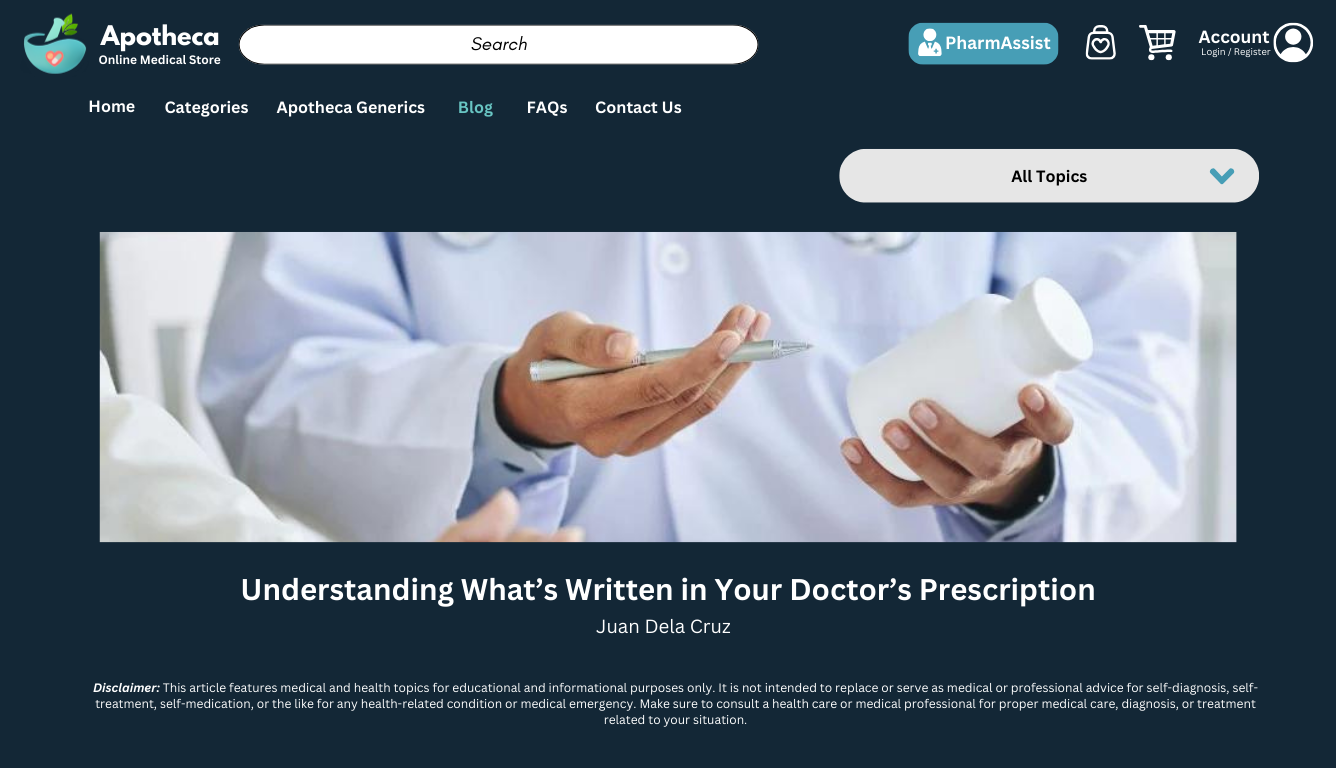 Apotheca
Online Medical Store
Search
PharmAssist
Account
Login / Register
Home Categories Apotheca Generics Blog FAQs Contact Us
All Topics
Understanding What’s Written in Your Doctor’s Prescription
Juan Dela Cruz
Disclaimer: This article features medical and health topics for educational and informational purposes only. It is not intended to replace or serve as medical or professional advice for self-diagnosis, self-
treatment, self-medication, or the like for any health-related condition or medical emergency. Make sure to consult a health care or medical professional for proper medical care, diagnosis, or treatment
related to your situation.